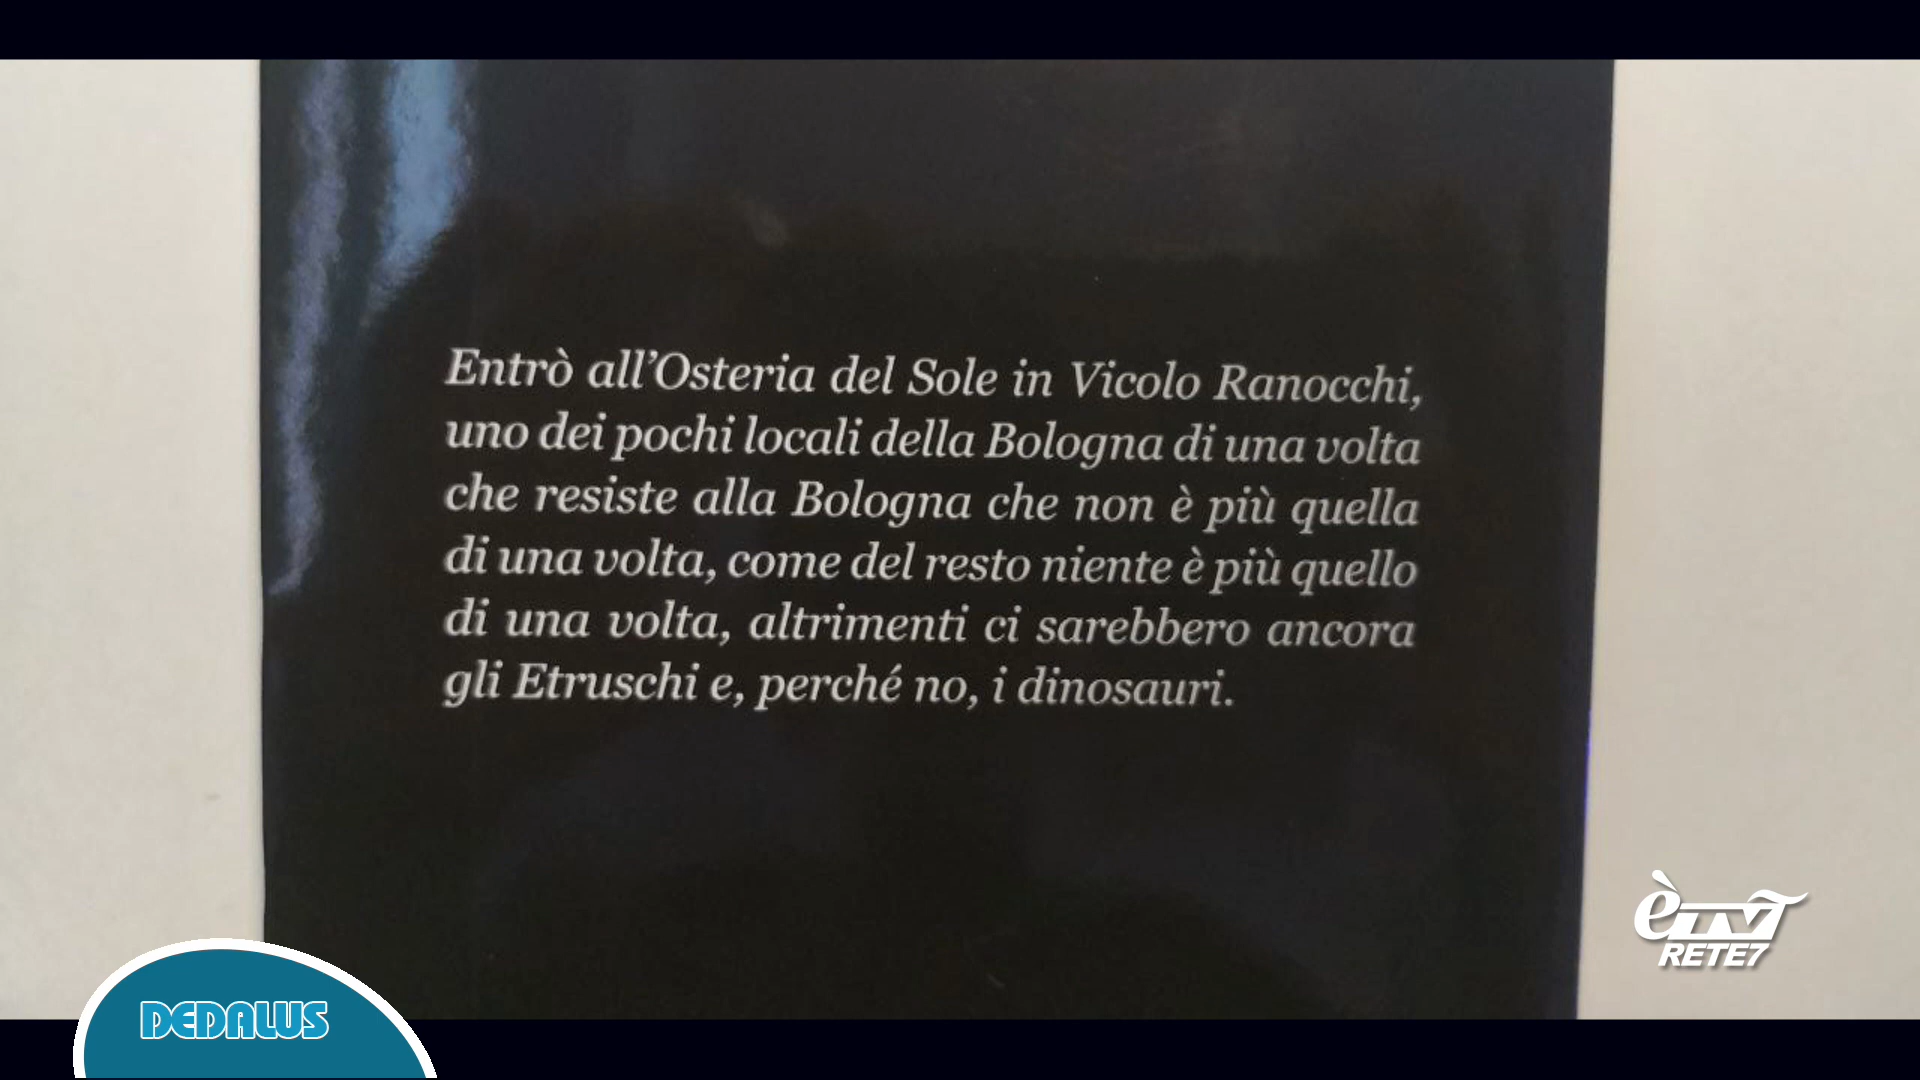 Entrò all’Osteria del Sole in Vicolo Ranocchi,
uno dei pochi locali della Bologna di una volta
che resiste alla Bologna che non è più quella
di una volta, come del resto niente è più quello
di una volta, altrimenti ci sarebbero ancora
gli Etruschi e, perché no, i dinosauri.
ètv
RETE7
DEDALUS